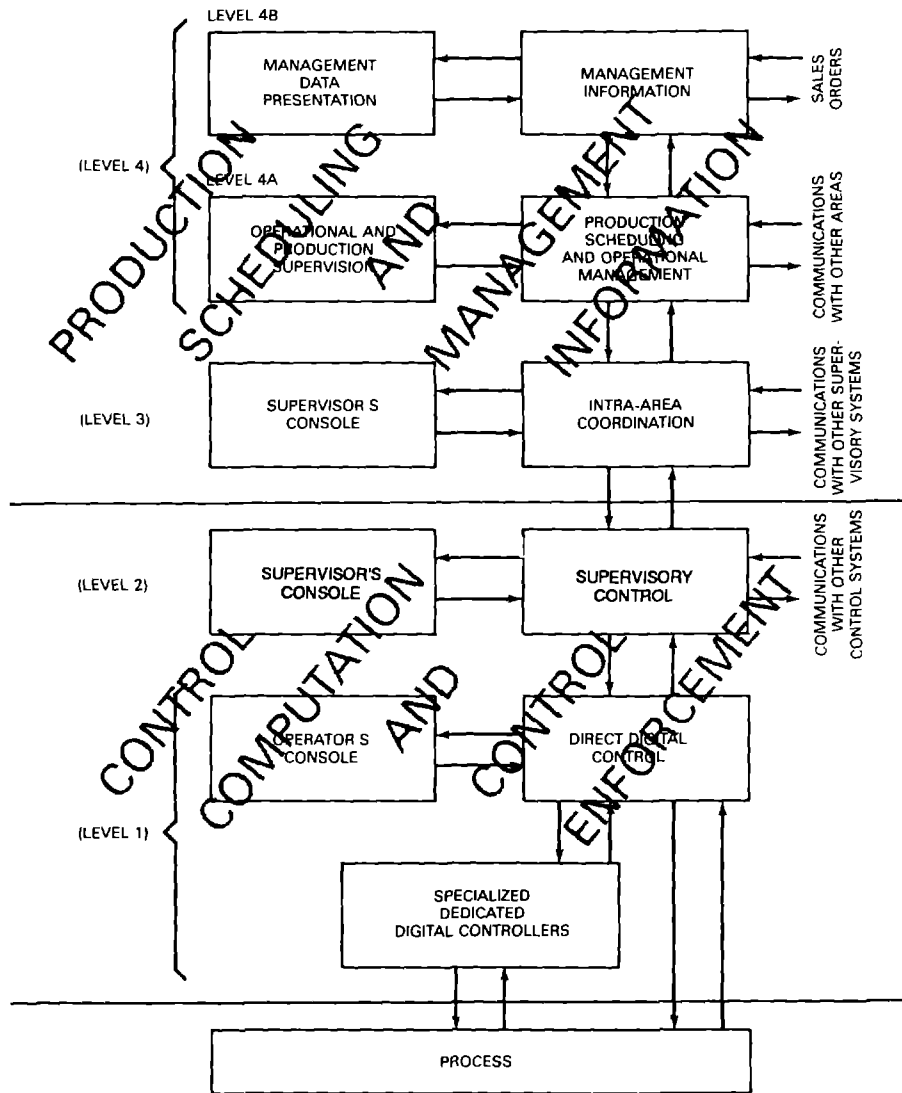 LEVEL 4B
MANAGEMENT
DATA
PRESENTATION
MANAGEMENT
INFORMATION
SALES
ORDERS
(LEVEL 4)
LEVEL 4A
OPERATIONAL AND
PRODUCTION
SUPERVISION
PRODUCTION
SCHEDULING
AND OPERATIONAL
MANAGEMENT
COMMUNICATIONS
WITH OTHER AREAS
PRODUCTION
SCHEDULING
AND
MANAGEMENT
INFORMATION
(LEVEL 3)
SUPERVISOR S
CONSOLE
INTRA-AREA
COORDINATION
COMMUNICATIONS
WITH OTHER SUPER-
VISORY SYSTEMS
(LEVEL 2)
SUPERVISOR'S
CONSOLE
SUPERVISORY
CONTROL
COMMUNICATIONS
WITH OTHER
CONTROL SYSTEMS
CONTROL
COMPUTATION
AND
CONTROL
ENFORCEMENT
OPERATOR S
CONSOLE
DIRECT DIGITAL
CONTROL
(LEVEL 1)
SPECIALIZED
DEDICATED
DIGITAL CONTROLLERS
PROCESS